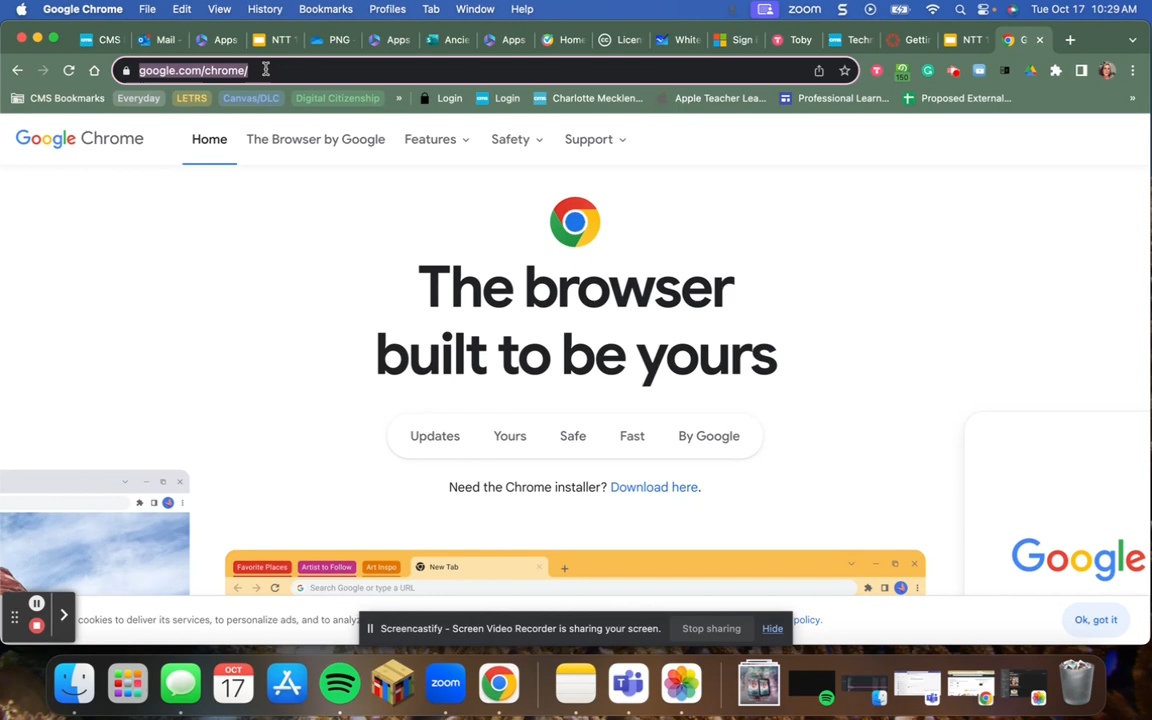 Google Chrome File Edit View History Bookmarks Profiles Tab Window Help zoom Tue Oct 17 10:29 AM
CMS Mail - Apps NTT PNG Apps Ancie Apps Home Licen White Sign i Toby Techn Gettin NTT G
google.com/chrome/ 150
CMS Bookmarks Everyday LETRS Canvas/DLC Digital Citizenship » Login Login Charlotte Mecklen... Apple Teacher Lea... Professional Learn... Proposed External... »
Google Chrome Home The Browser by Google Features Safety Support
The browser
built to be yours
Updates Yours Safe Fast By Google
Need the Chrome installer? Download here.
Favorite Places Artist to Follow Art Inspo New Tab
Search Google or type a URL
Google
cookies to deliver its services, to personalize ads, and to analyz policy. Ok, got it
Screencastify - Screen Video Recorder is sharing your screen. Stop sharing Hide
OCT
17
zoom